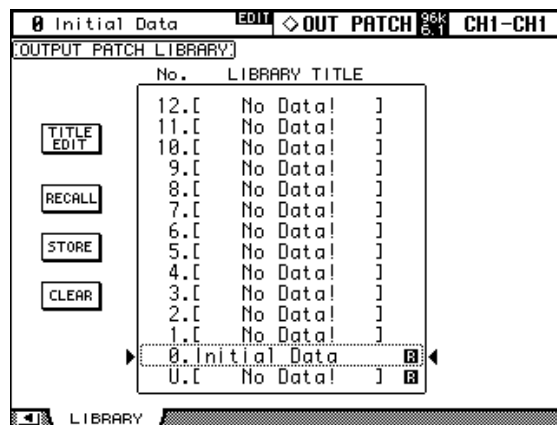 0 Initial Data EDIT ◇OUT PATCH 96k 6.1 CH1-CH1
OUTPUT PATCH LIBRARY
No. LIBRARY TITLE
12.[ No Data! ]
11.[ No Data! ]
10.[ No Data! ]
9.[ No Data! ]
8.[ No Data! ]
7.[ No Data! ]
6.[ No Data! ]
5.[ No Data! ]
4.[ No Data! ]
3.[ No Data! ]
2.[ No Data! ]
1.[ No Data! ]
0.Initial Data R
U.[ No Data! ] R
TITLE
EDIT
RECALL
STORE
CLEAR
LIBRARY